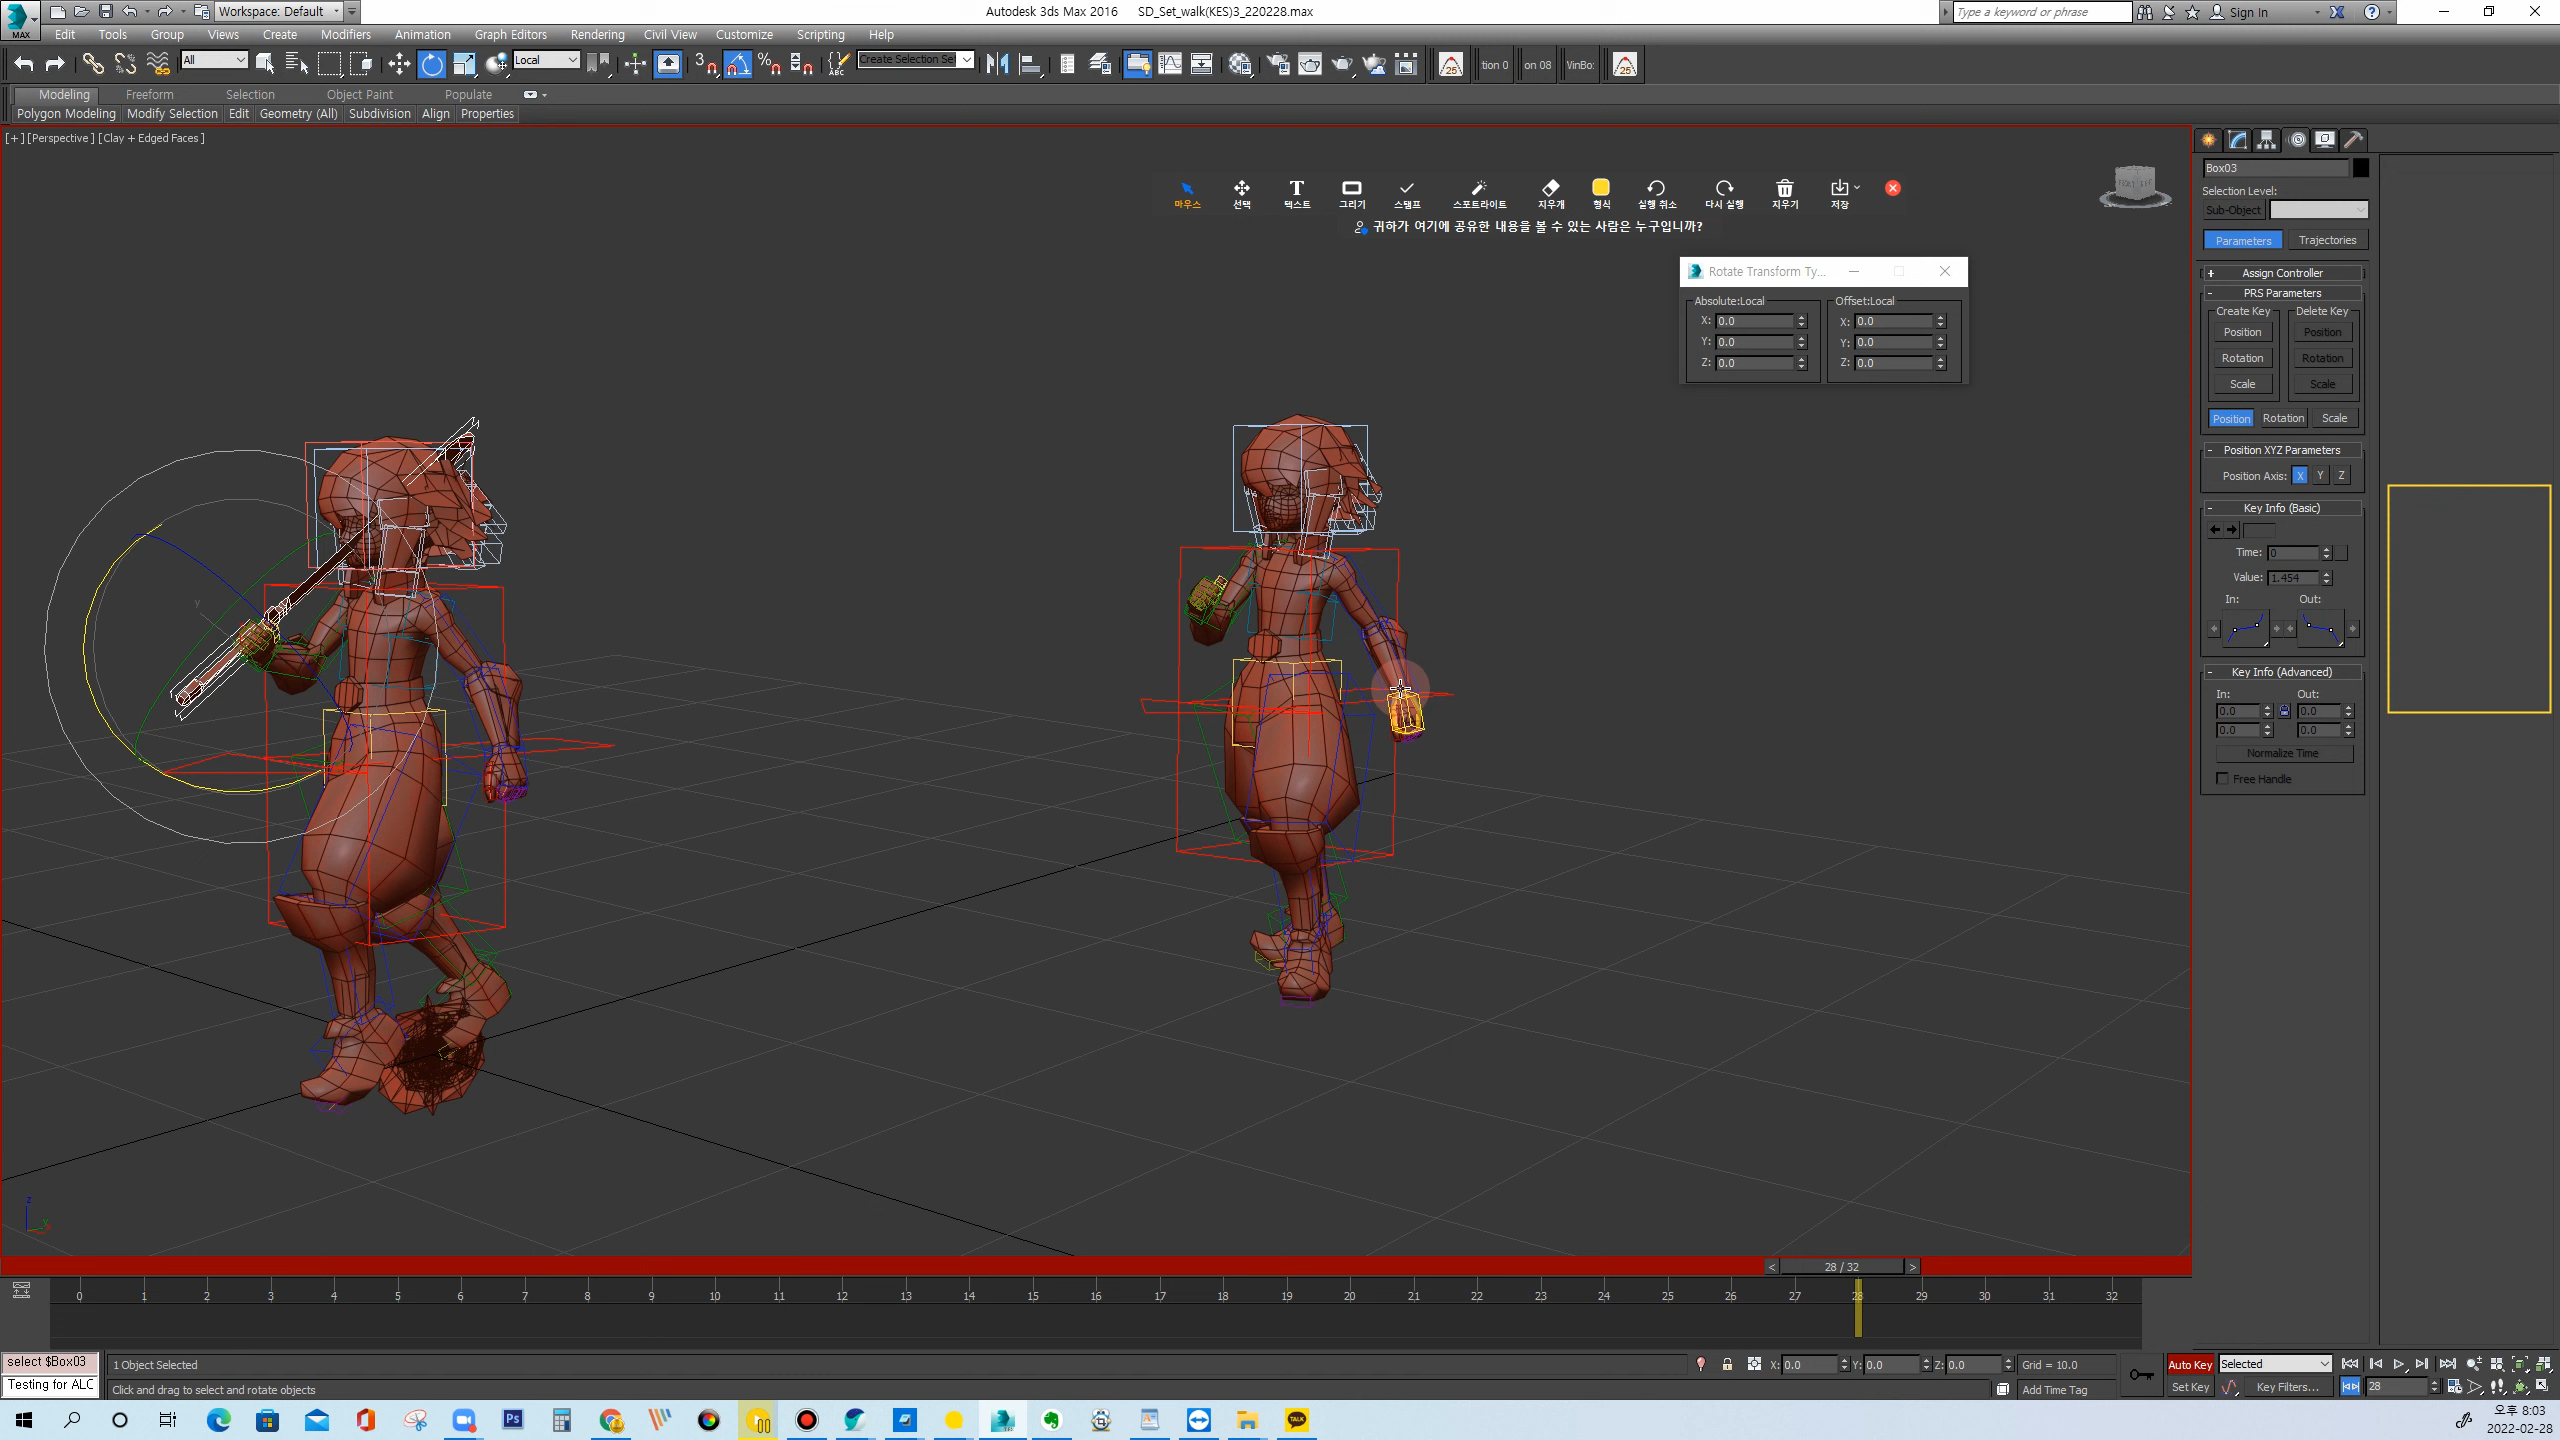 Workspace: Default
Autodesk 3ds Max 2016 SD_Set_walk(KES)3_220228.max
Type a keyword or phrase
Sign In
MAX
Edit Tools Group Views Create Modifiers Animation Graph Editors Rendering Civil View Customize Scripting Help
All
Local
Create Selection Se
tion 0
on 08
VinBo:
25
25
Modeling Freeform Selection Object Paint Populate
Polygon Modeling Modify Selection Edit Geometry (All) Subdivision Align Properties
[+] [Perspective] [Clay + Edged Faces]
마우스 선택 텍스트 그리기 스탬프 스포트라이트 지우개 형식 실행 취소 다시 실행 지우기 저장
귀하가 여기에 공유한 내용을 볼 수 있는 사람은 누구입니까?
Rotate Transform Ty...
Absolute:Local Offset:Local
X: 0.0 X: 0.0
Y: 0.0 Y: 0.0
Z: 0.0 Z: 0.0
Box03
Selection Level:
Sub-Object
Parameters Trajectories
+ Assign Controller
- PRS Parameters
Create Key Delete Key
Position Position
Rotation Rotation
Scale Scale
Position Rotation Scale
- Position XYZ Parameters
Position Axis: X Y Z
- Key Info (Basic)
Time: 0
Value: 1.454
In: Out:
- Key Info (Advanced)
In: Out:
0.0 0.0
0.0 0.0
Normalize Time
Free Handle
y
z
< 28 / 32 >
0 1 2 3 4 5 6 7 8 9 10 11 12 13 14 15 16 17 18 19 20 21 22 23 24 25 26 27 28 29 30 31 32
select $Box03
1 Object Selected
X: 0.0 Y: 0.0 Z: 0.0 Grid = 10.0
Auto Key Selected
Testing for ALC
Click and drag to select and rotate objects
Add Time Tag
Set Key Key Filters... 28
Ps
TALK
오후 8:03
2022-02-28